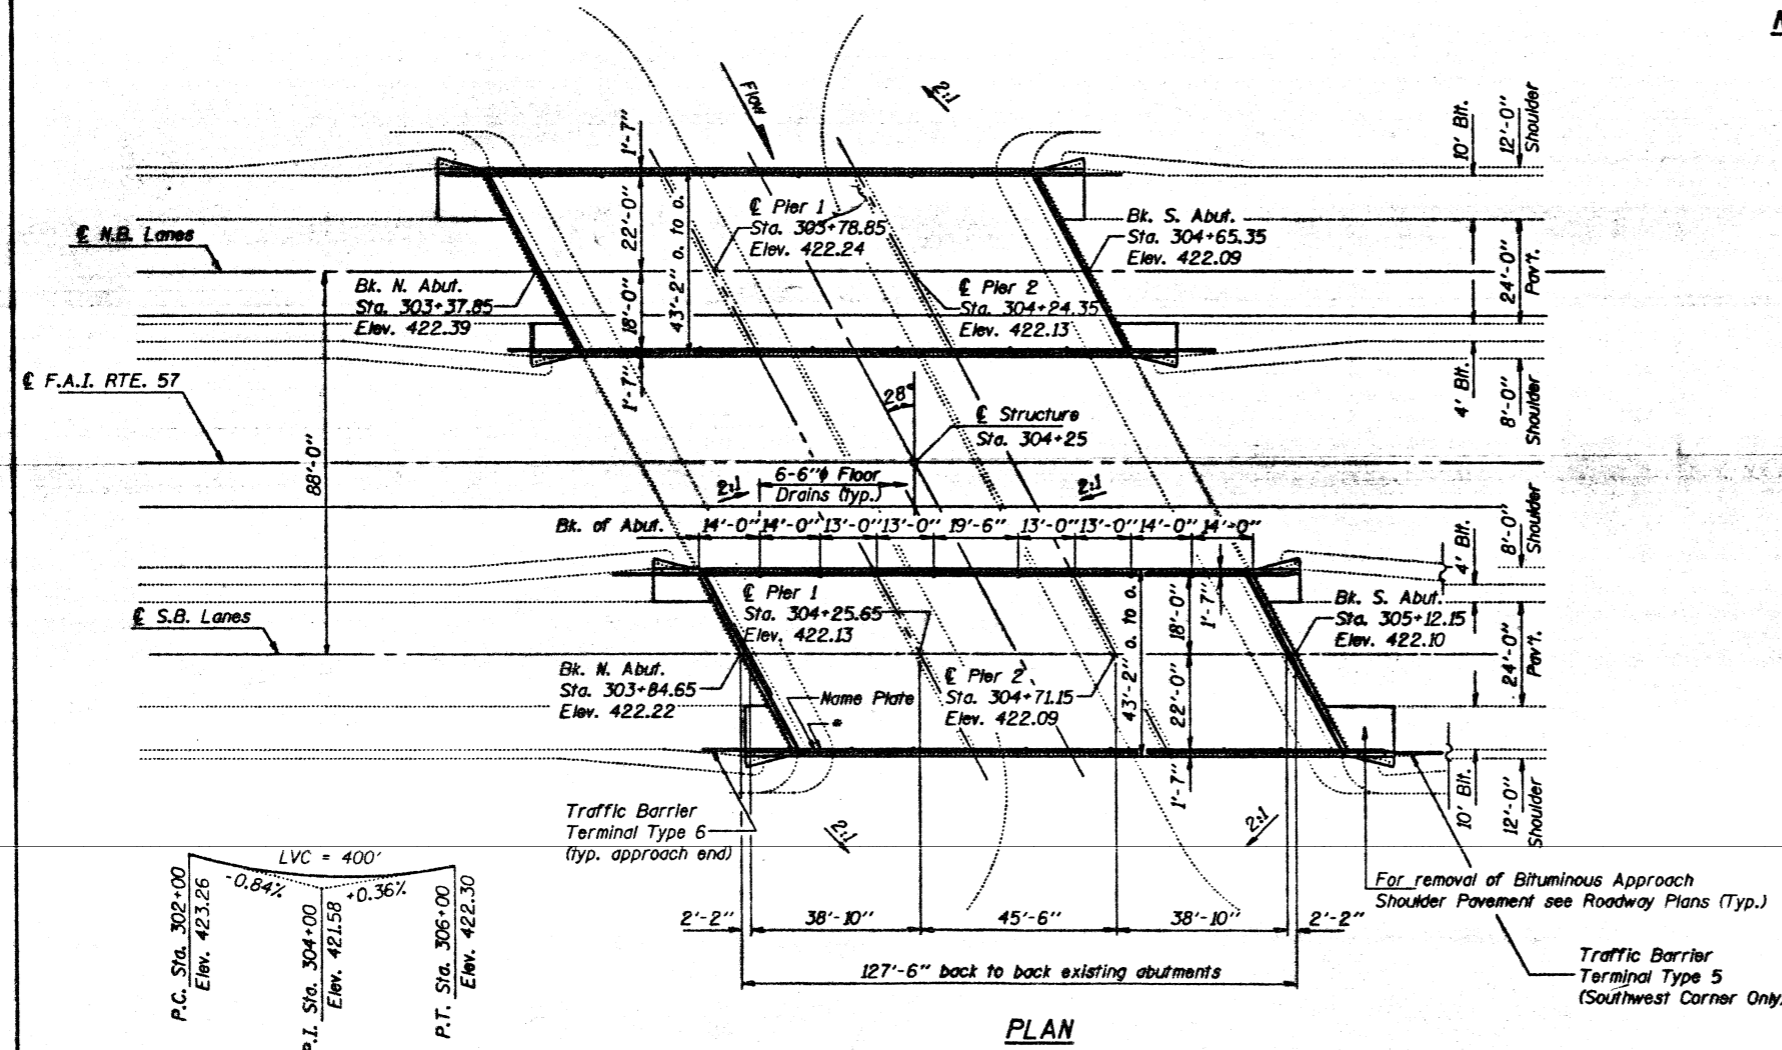 N
Flow
2:1
1'-7"
22'-0"
18'-0"
1'-7"
43'-2" o. to o.
10' Bit.
12'-0"
Shoulder
℄ N.B. Lanes
℄ Pier 1
Sta. 303+78.85
Elev. 422.24
Bk. S. Abut.
Sta. 304+65.35
Elev. 422.09
24'-0"
Pav't.
Bk. N. Abut.
Sta. 303+37.85
Elev. 422.39
℄ Pier 2
Sta. 304+24.35
Elev. 422.13
4' Bit.
8'-0"
Shoulder
℄ F.A.I. RTE. 57
28°
℄ Structure
Sta. 304+25
88'-0"
2:1
6-6"φ Floor
Drains (typ.)
2:1
Bk. of Abut.
14'-0" 14'-0" 13'-0" 13'-0" 19'-6" 13'-0" 13'-0" 14'-0" 14'-0"
4' Bit.
8'-0"
Shoulder
℄ S.B. Lanes
℄ Pier 1
Sta. 304+25.65
Elev. 422.13
43'-2" o. to o.
18'-0"
1'-7"
22'-0"
1'-7"
Bk. S. Abut.
Sta. 305+12.15
Elev. 422.10
24'-0"
Pav't.
Bk. N. Abut.
Sta. 303+84.65
Elev. 422.22
Name Plate
*
℄ Pier 2
Sta. 304+71.15
Elev. 422.09
10' Bit.
12'-0"
Shoulder
Traffic Barrier
Terminal Type 6
(typ. approach end)
2:1
2:1
For removal of Bituminous Approach
Shoulder Pavement see Roadway Plans (Typ.)
Traffic Barrier
Terminal Type 5
(Southwest Corner Only.
LVC = 400'
-0.84%
+0.36%
P.C. Sta. 302+00
Elev. 423.26
P.I. Sta. 304+00
Elev. 421.58
P.T. Sta. 306+00
Elev. 422.30
2'-2"
38'-10"
45'-6"
38'-10"
2'-2"
127'-6" back to back existing abutments
PLAN